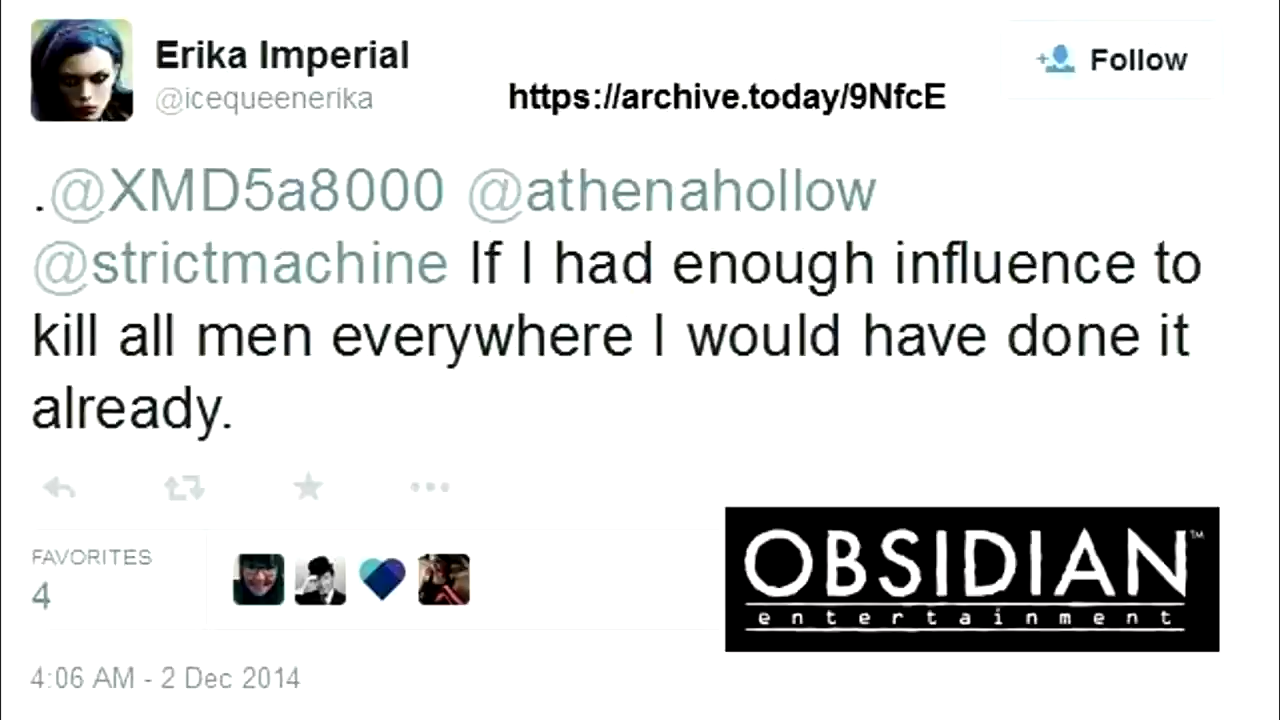 Erika Imperial
@icequeenerika
https://archive.today/9NfcE
Follow
.@XMD5a8000 @athenahollow
@strictmachine If I had enough influence to
kill all men everywhere I would have done it
already.
FAVORITES
4
OBSIDIAN™
entertainment
4:06 AM - 2 Dec 2014